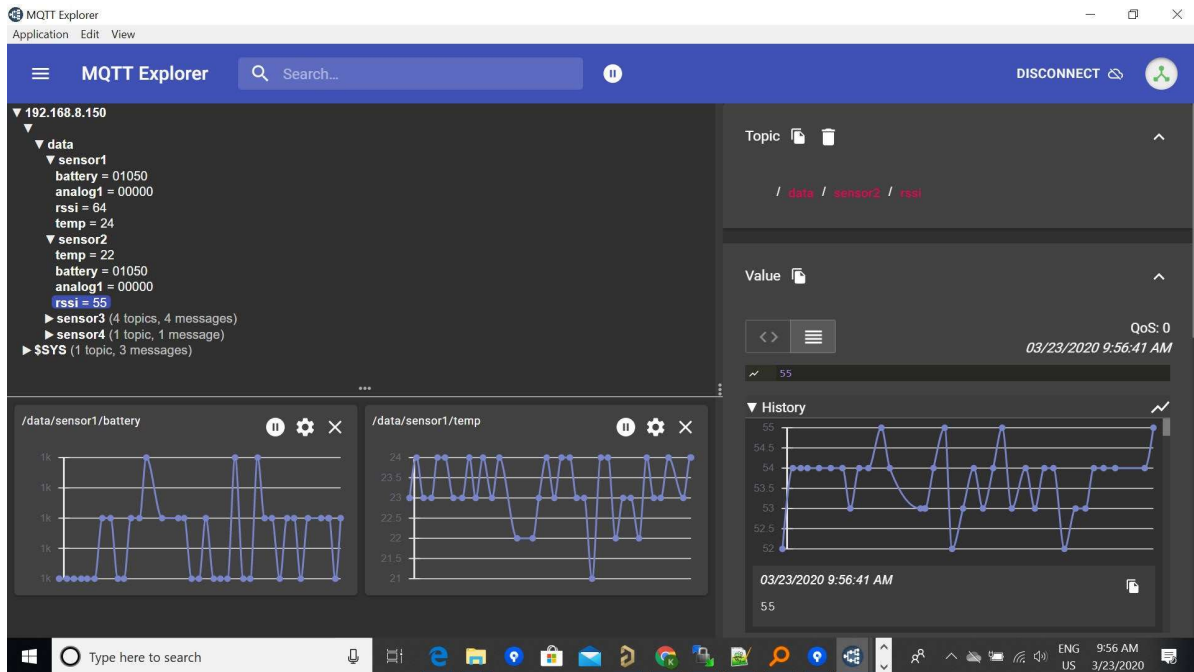 MQTT Explorer
Application Edit View
MQTT Explorer
Search...
DISCONNECT
▼ 192.168.8.150
▼
▼ data
▼ sensor1
battery = 01050
analog1 = 00000
rssi = 64
temp = 24
▼ sensor2
temp = 22
battery = 01050
analog1 = 00000
rssi = 55
▶ sensor3 (4 topics, 4 messages)
▶ sensor4 (1 topic, 1 message)
▶ $SYS (1 topic, 3 messages)
/data/sensor1/battery
1k
1k
1k
1k
1k
/data/sensor1/temp
24
23.5
23
22.5
22
21.5
21
Topic
/ data / sensor2 / rssi
Value
QoS: 0
03/23/2020 9:56:41 AM
55
▼ History
55
54.5
54
53.5
53
52.5
52
03/23/2020 9:56:41 AM
55
Type here to search
ENG
US
9:56 AM
3/23/2020